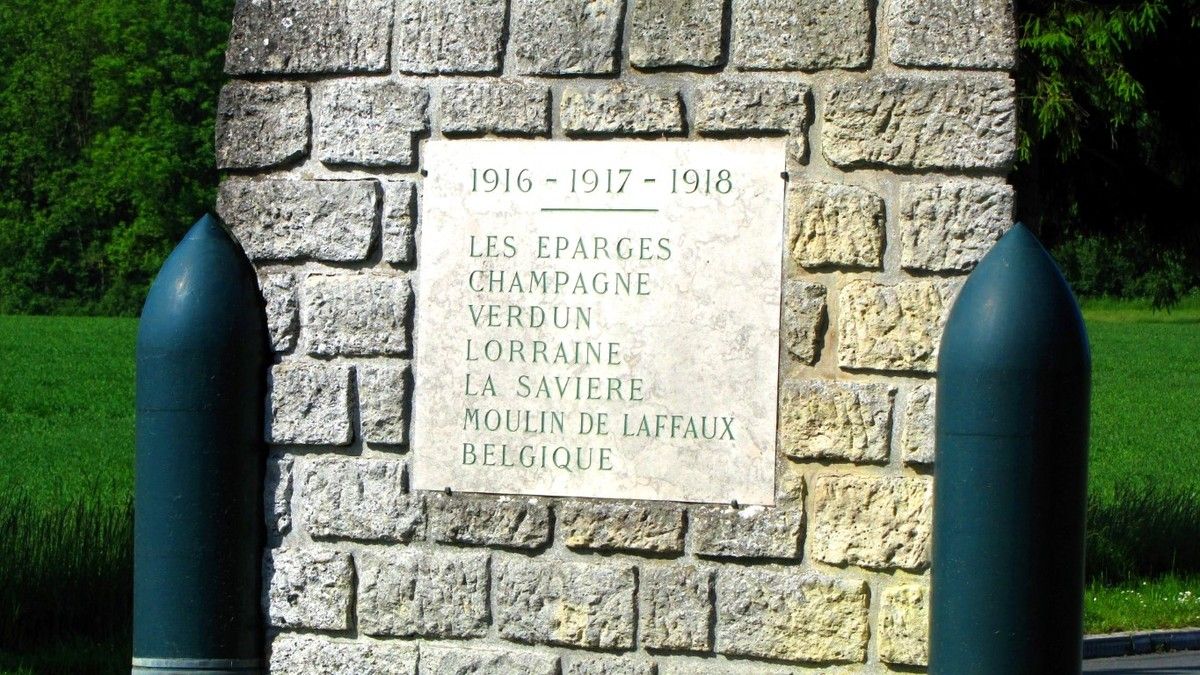 1916 - 1917 - 1918
LES EPARGES
CHAMPAGNE
VERDUN
LORRAINE
LA SAVIERE
MOULIN DE LAFFAUX
BELGIQUE